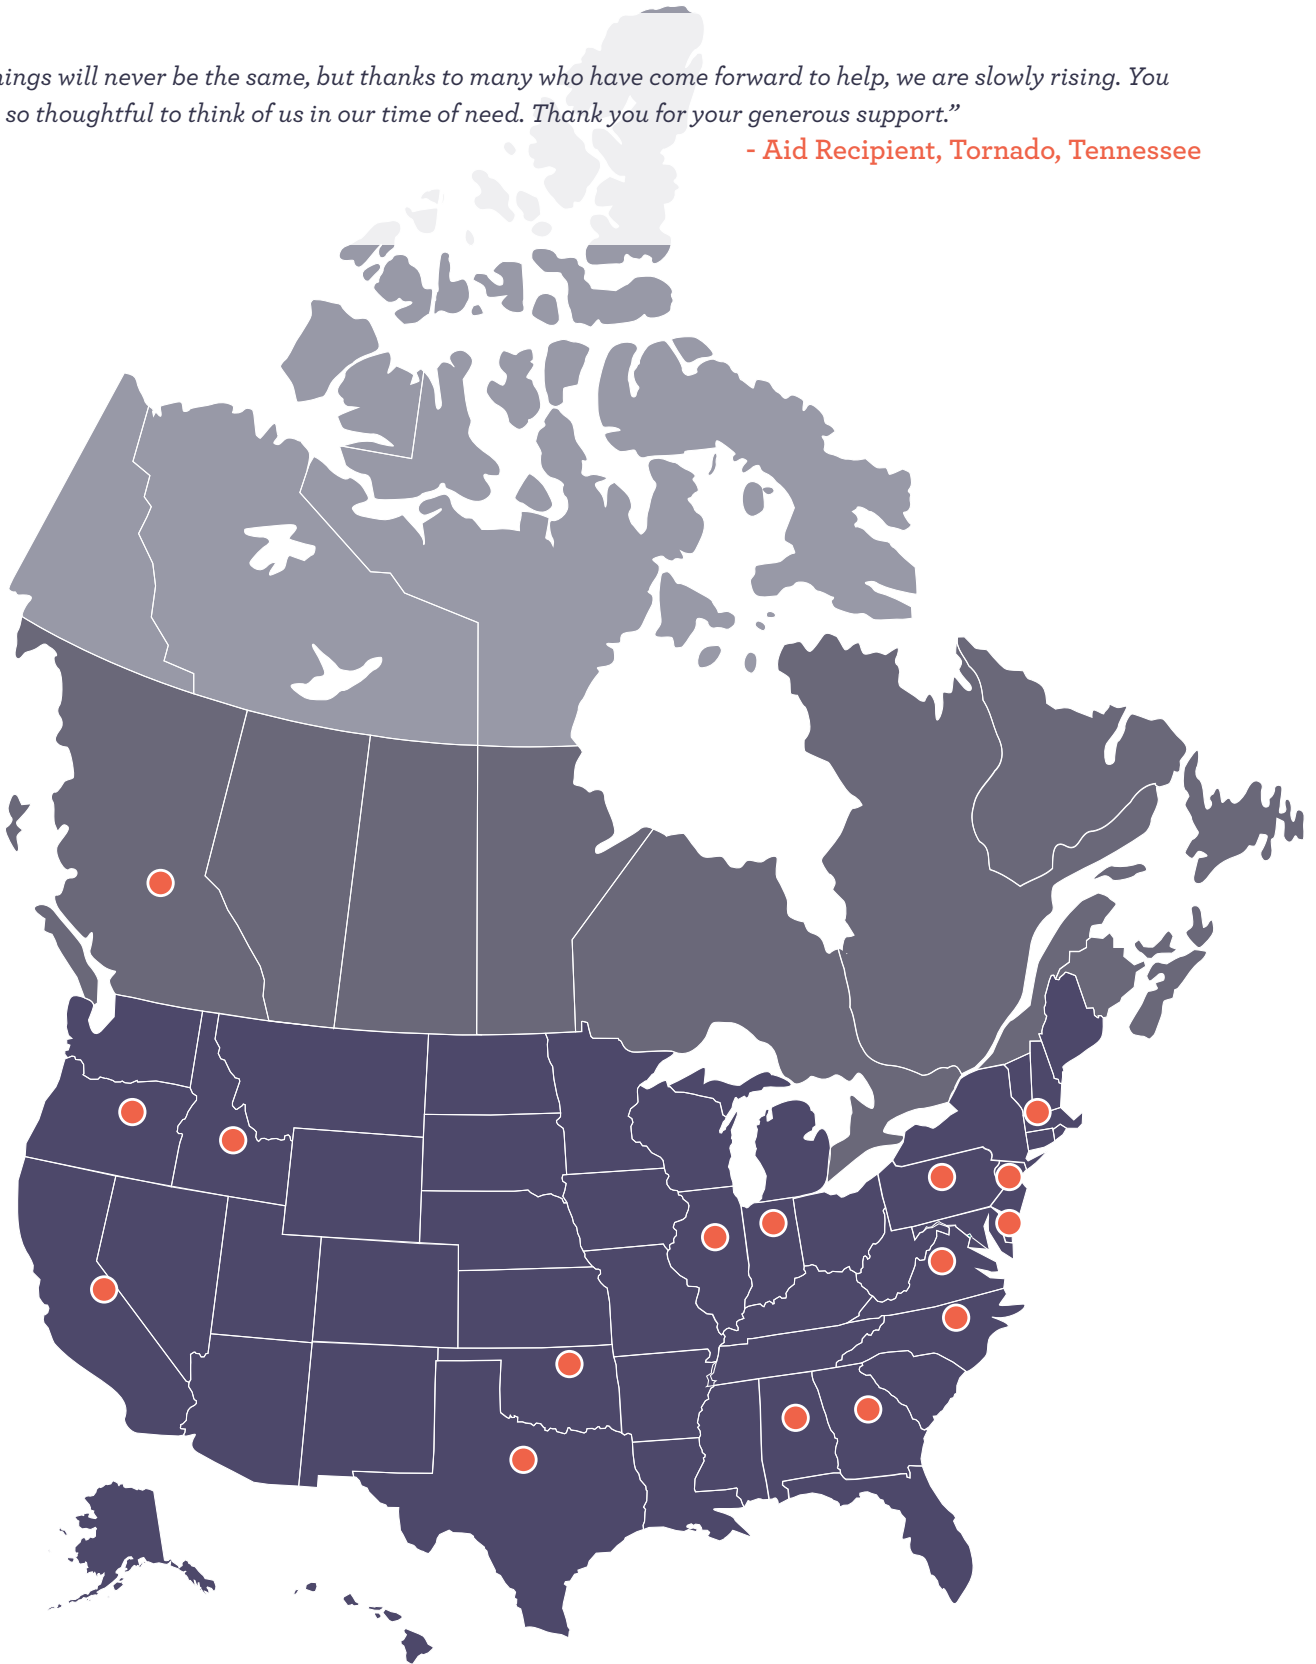 ings will never be the same, but thanks to many who have come forward to help, we are slowly rising. You
so thoughtful to think of us in our time of need. Thank you for your generous support.”
- Aid Recipient, Tornado, Tennessee